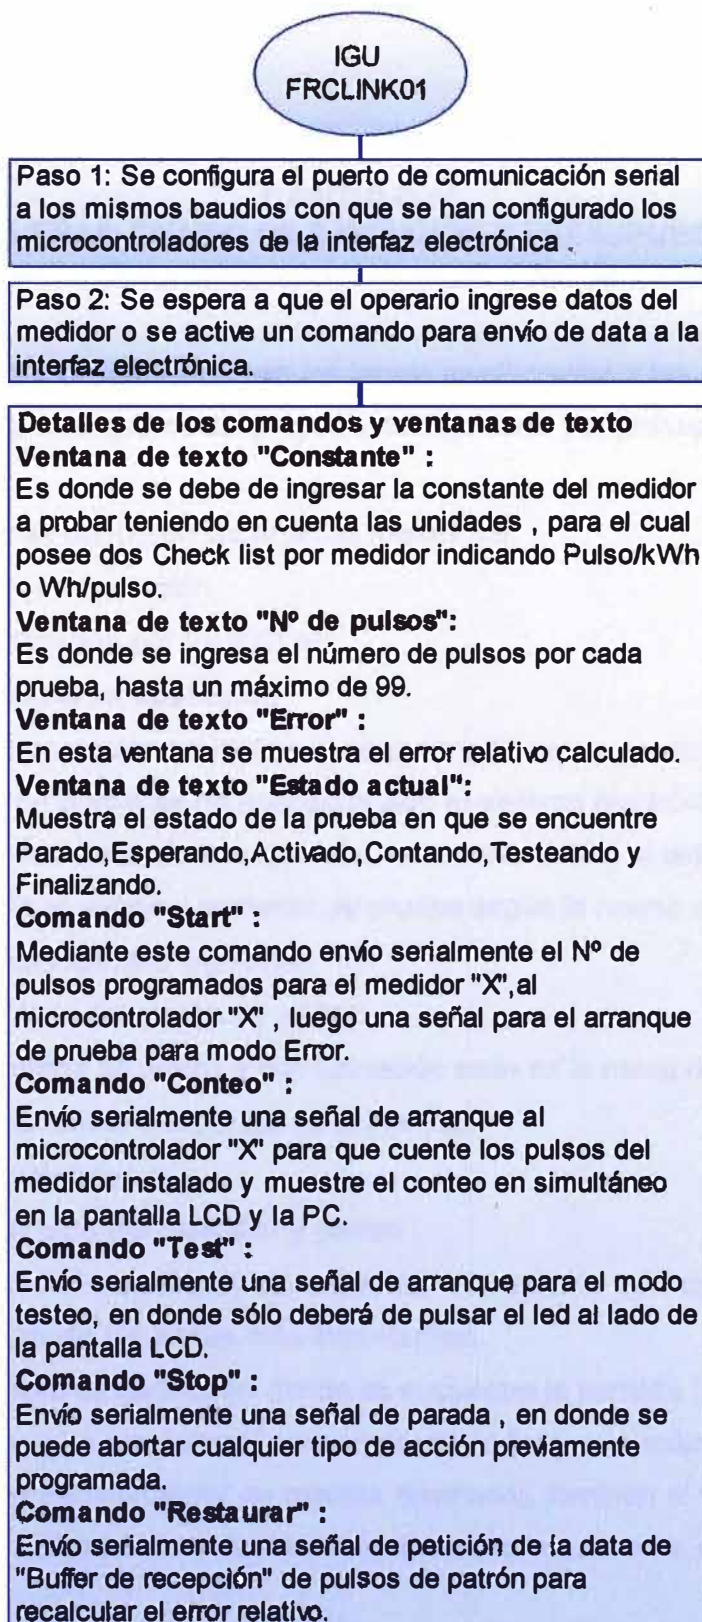 IGU
FRCLINK01
Paso 1: Se configura el puerto de comunicación serial
a los mismos baudios con que se han configurado los
microcontroladores de la interfaz electrónica .
Paso 2: Se espera a que el operario ingrese datos del
medidor o se active un comando para envío de data a la
interfaz electrónica.
Detalles de los comandos y ventanas de texto
Ventana de texto "Constante" :
Es donde se debe de ingresar la constante del medidor
a probar teniendo en cuenta las unidades , para el cual
posee dos Check list por medidor indicando Pulso/kWh
o Wh/pulso.
Ventana de texto "Nº de pulsos":
Es donde se ingresa el número de pulsos por cada
prueba, hasta un máximo de 99.
Ventana de texto "Error" :
En esta ventana se muestra el error relativo calculado.
Ventana de texto "Estado actual":
Muestra el estado de la prueba en que se encuentre
Parado,Esperando,Activado,Contando,Testeando y
Finalizando.
Comando "Start" :
Mediante este comando envío serialmente el Nº de
pulsos programados para el medidor "X",al
microcontrolador "X" , luego una señal para el arranque
de prueba para modo Error.
Comando "Conteo" :
Envío serialmente una señal de arranque al
microcontrolador "X" para que cuente los pulsos del
medidor instalado y muestre el conteo en simultáneo
en la pantalla LCD y la PC.
Comando "Test" :
Envío serialmente una señal de arranque para el modo
testeo, en donde sólo deberá de pulsar el led al lado de
la pantalla LCD.
Comando "Stop" :
Envío serialmente una señal de parada , en donde se
puede abortar cualquier tipo de acción previamente
programada.
Comando "Restaurar" :
Envío serialmente una señal de petición de la data de
"Buffer de recepción" de pulsos de patrón para
recalcular el error relativo.